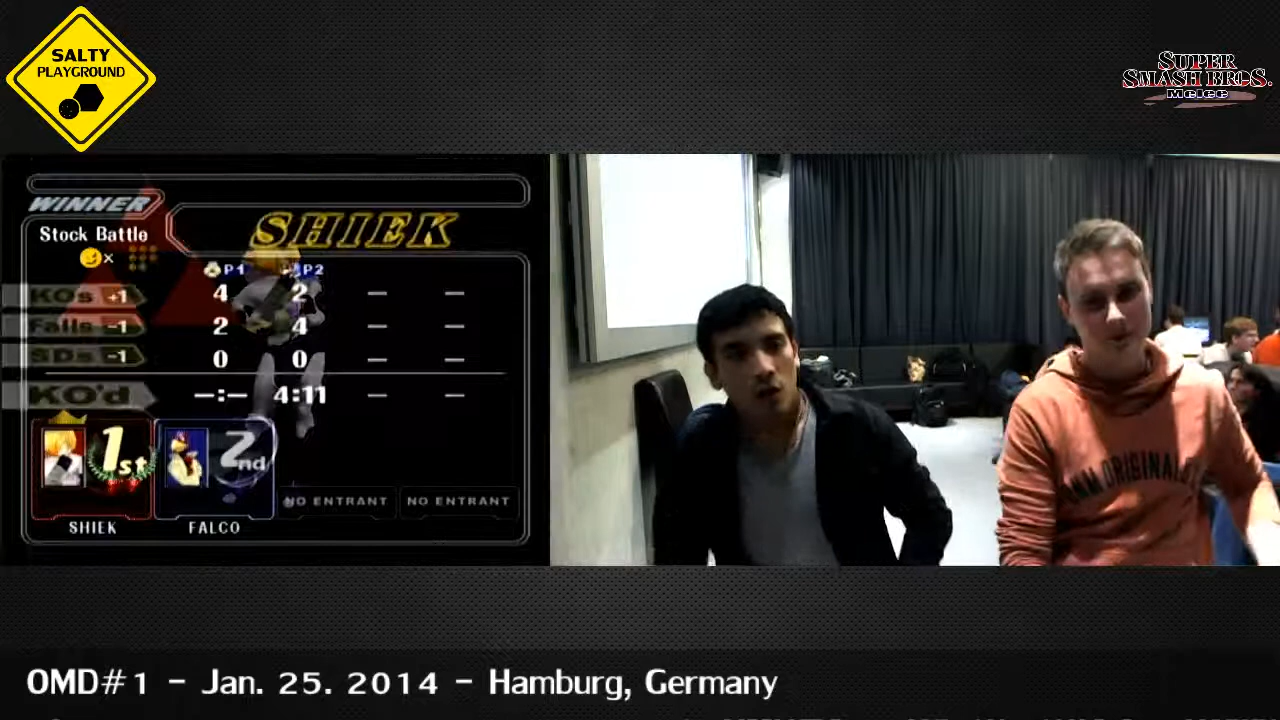 SALTY
PLAYGROUND
SUPER
SMASH BROS.
Melee
WINNER
SHIEK
Stock Battle
×
P1 P2
KOs +1 4 2 — —
Falls -1 2 4 — —
SDs -1 0 0 — —
KO'd —:— 4:11 — —
1st 2nd
NO ENTRANT NO ENTRANT
SHIEK FALCO
ORIGINAL
OMD#1 - Jan. 25. 2014 - Hamburg, Germany